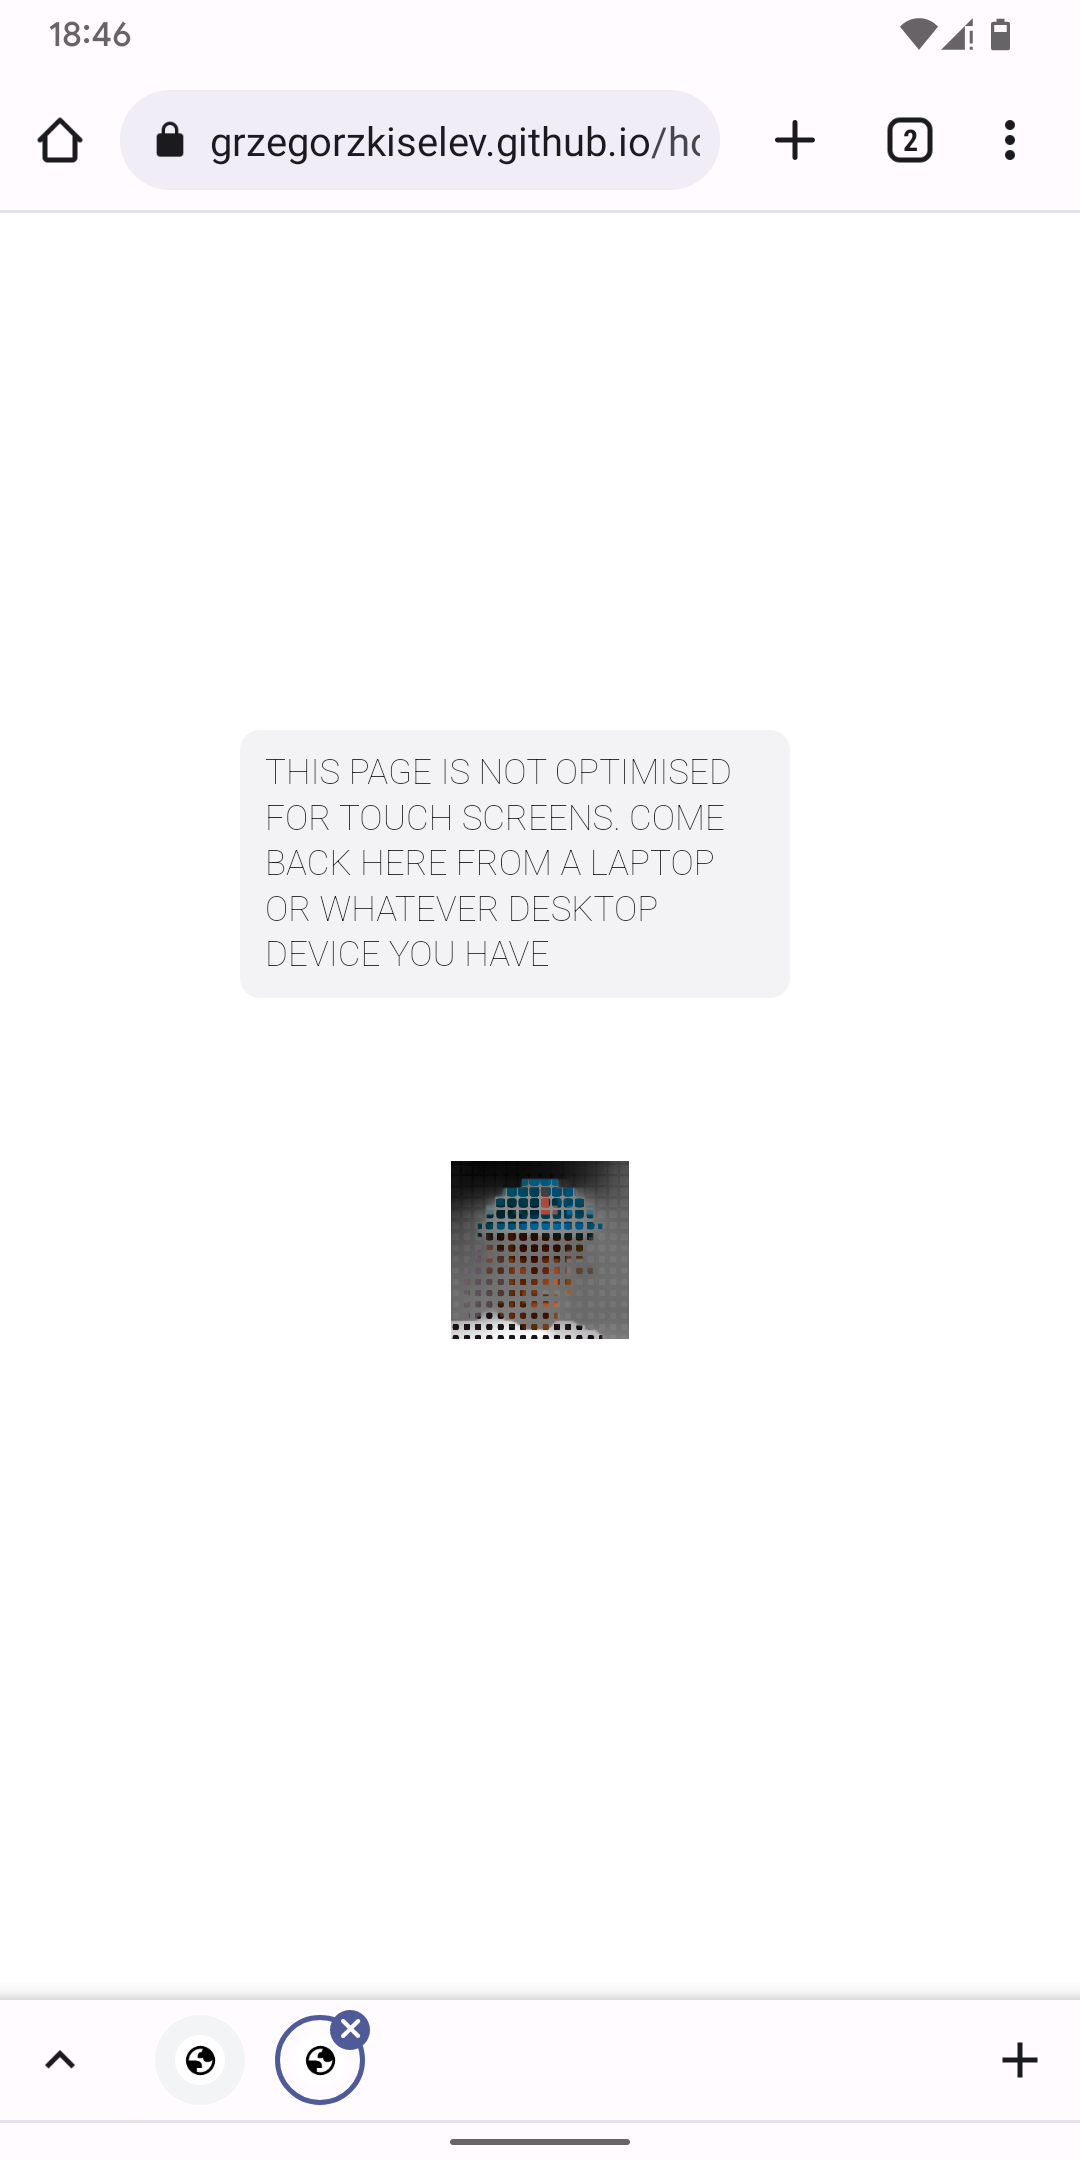 18:46
grzegorzkiselev.github.io/ho
2
THIS PAGE IS NOT OPTIMISED
FOR TOUCH SCREENS. COME
BACK HERE FROM A LAPTOP
OR WHATEVER DESKTOP
DEVICE YOU HAVE